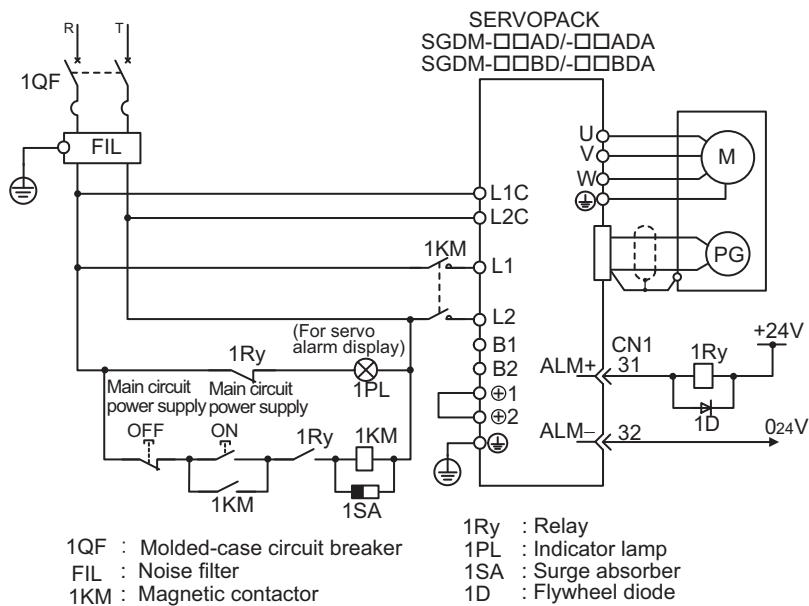 SERVOPACK
SGDM-□□AD/-□□ADA
SGDM-□□BD/-□□BDA
R
T
1QF
FIL
U
V
W
M
L1C
L2C
1KM
PG
L1
L2
(For servo
alarm display)
1Ry
1PL
B1
B2
CN1
+24V
ALM+
31
1Ry
1D
Main circuit
power supply
Main circuit
power supply
⊕1
⊕2
OFF
ON
1Ry
1KM
ALM−
32
024V
1KM
1SA
1QF : Molded-case circuit breaker
FIL : Noise filter
1KM : Magnetic contactor
1Ry : Relay
1PL : Indicator lamp
1SA : Surge absorber
1D : Flywheel diode